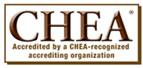 CHEA®
Accredited by a CHEA-recognized
accrediting organization